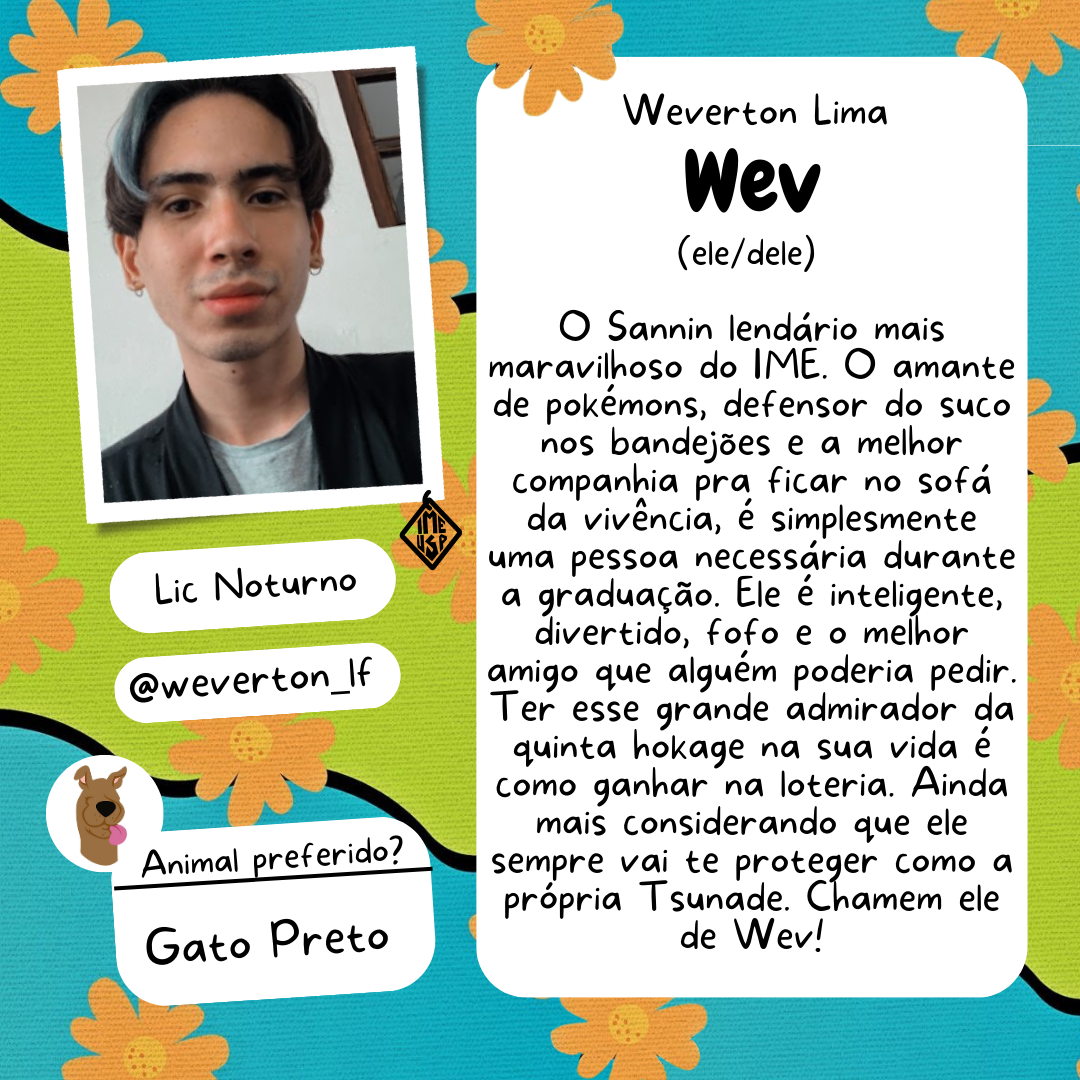 Weverton Lima
Wev
(ele/dele)
O Sannin lendário mais
maravilhoso do IME. O amante
de pokémons, defensor do suco
nos bandejões e a melhor
companhia pra ficar no sofá
da vivência, é simplesmente
uma pessoa necessária durante
a graduação. Ele é inteligente,
divertido, fofo e o melhor
amigo que alguém poderia pedir.
Ter esse grande admirador da
quinta hokage na sua vida é
como ganhar na loteria. Ainda
mais considerando que ele
sempre vai te proteger como a
própria Tsunade. Chamem ele
de Wev!
IME
USP
Lic Noturno
@weverton_lf
Animal preferido?
Gato Preto